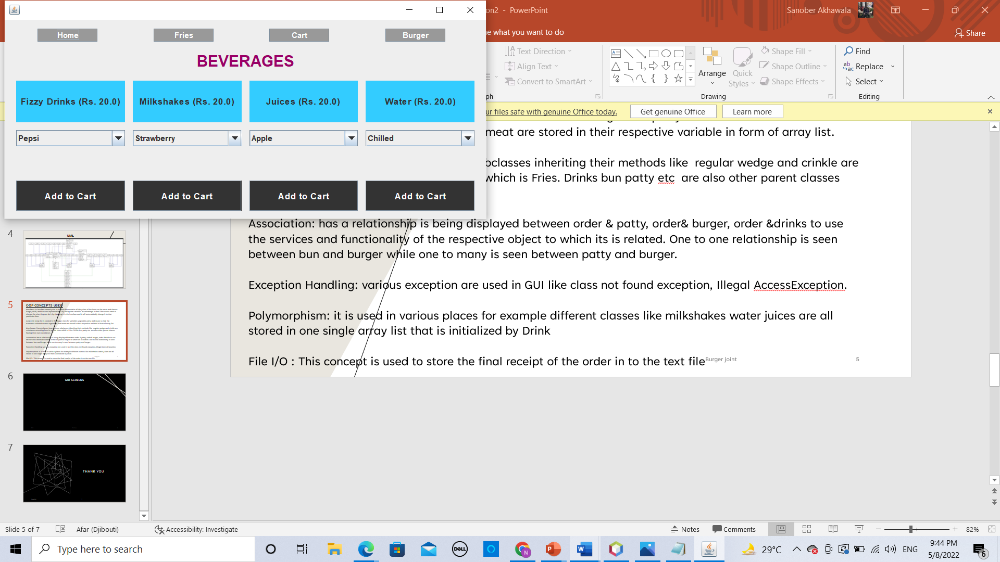 Home
Fries
Cart
Burger
BEVERAGES
Fizzy Drinks (Rs. 20.0)
Milkshakes (Rs. 20.0)
Juices (Rs. 20.0)
Water (Rs. 20.0)
Pepsi
Strawberry
Apple
Chilled
Add to Cart
Add to Cart
Add to Cart
Add to Cart
on2 - PowerPoint
Sanober Akhawala
e what you want to do
Share
Text Direction
Align Text
Convert to SmartArt
ph
Arrange
Quick
Styles
Shape Fill
Shape Outline
Shape Effects
Drawing
Find
Replace
Select
Editing
ur files safe with genuine Office today.
Get genuine Office
Learn more
meat are stored in their respective variable in form of array list.
bclasses inheriting their methods like regular wedge and crinkle are
which is Fries. Drinks bun patty etc are also other parent classes
Association: has a relationship is being displayed between order & patty, order& burger, order &drinks to use
the services and functionality of the respective object to which its is related. One to one relationship is seen
between bun and burger while one to many is seen between patty and burger.
Exception Handling: various exception are used in GUI like class not found exception, Illegal AccessException.
Polymorphism: it is used in various places for example different classes like milkshakes water juices are all
stored in one single array list that is initialized by Drink
File I/O : This concept is used to store the final receipt of the order in to the text file
Burger joint
5
4
UML
5
OOP CONCEPTS USED
6
GUI SCREENS
7
THANK YOU
Slide 5 of 7
Afar (Djibouti)
Accessibility: Investigate
Notes
Comments
82%
Type here to search
DELL
N
29°C
ENG
9:44 PM
5/8/2022
6